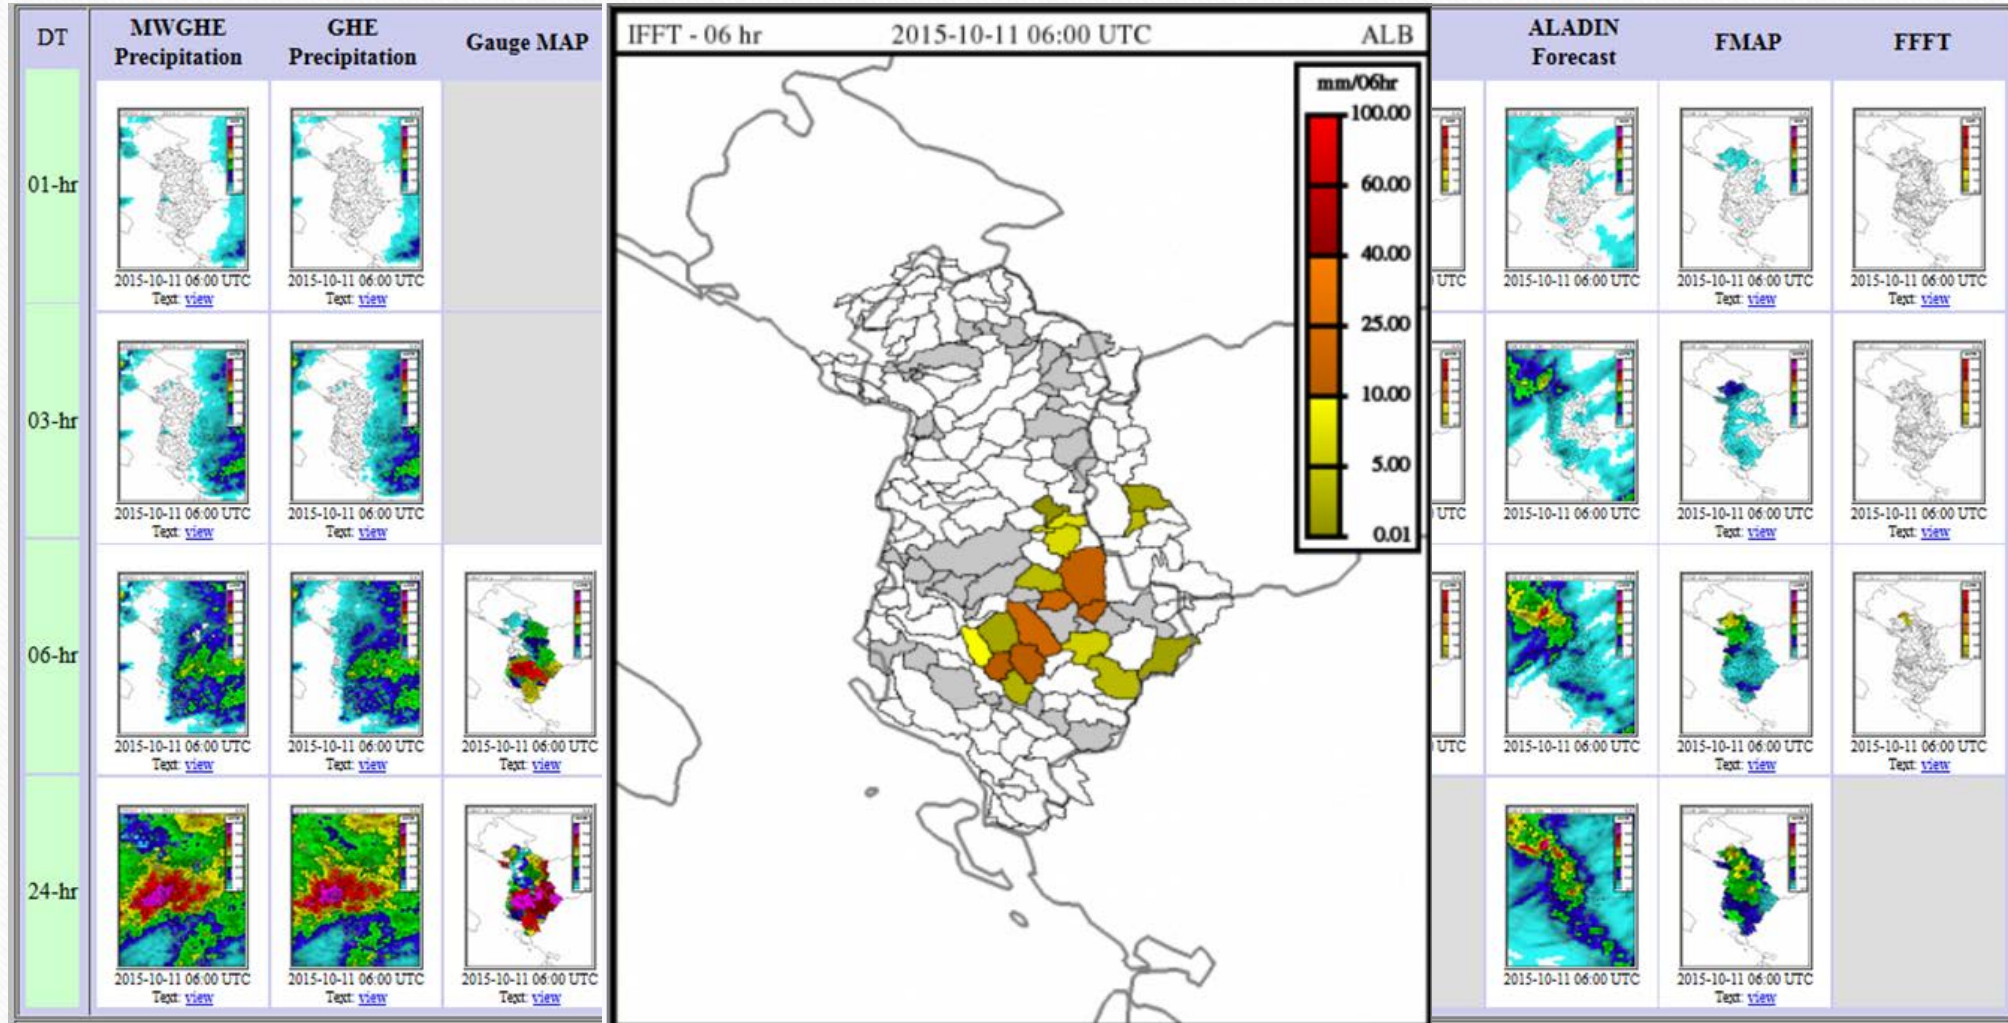 DT
MWGHE
Precipitation
GHE
Precipitation
Gauge MAP
IFFT - 06 hr 2015-10-11 06:00 UTC ALB
ALADIN
Forecast
FMAP
FFFT
mm/06hr
100.00
60.00
40.00
25.00
10.00
5.00
0.01
01-hr
2015-10-11 06:00 UTC
Text: view
2015-10-11 06:00 UTC
Text: view
UTC
2015-10-11 06:00 UTC
2015-10-11 06:00 UTC
Text: view
2015-10-11 06:00 UTC
Text: view
03-hr
2015-10-11 06:00 UTC
Text: view
2015-10-11 06:00 UTC
Text: view
UTC
2015-10-11 06:00 UTC
2015-10-11 06:00 UTC
Text: view
2015-10-11 06:00 UTC
Text: view
06-hr
2015-10-11 06:00 UTC
Text: view
2015-10-11 06:00 UTC
Text: view
2015-10-11 06:00 UTC
Text: view
UTC
2015-10-11 06:00 UTC
2015-10-11 06:00 UTC
Text: view
2015-10-11 06:00 UTC
Text: view
24-hr
2015-10-11 06:00 UTC
Text: view
2015-10-11 06:00 UTC
Text: view
2015-10-11 06:00 UTC
Text: view
2015-10-11 06:00 UTC
2015-10-11 06:00 UTC
Text: view